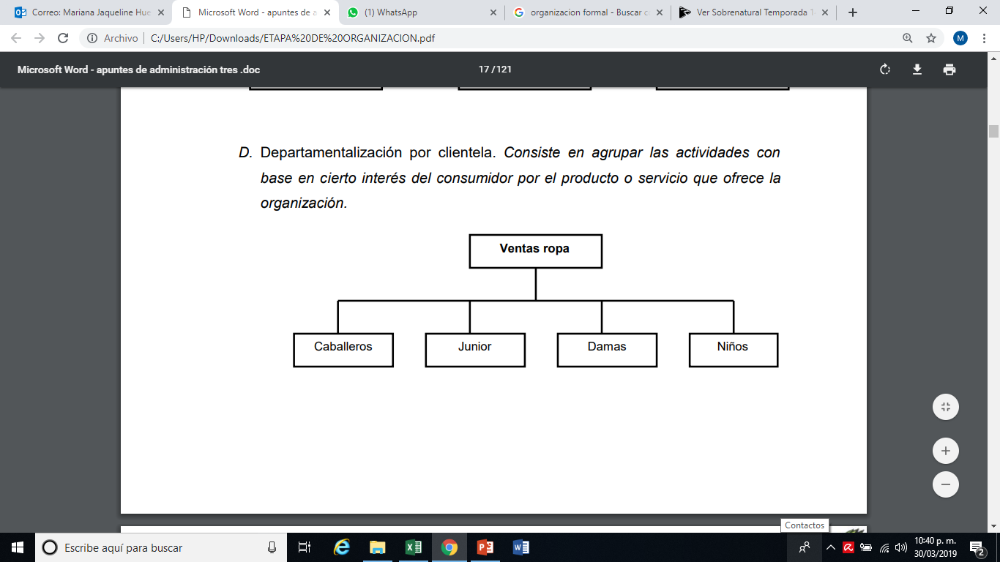 Correo: Mariana Jaqueline Hue
Microsoft Word - apuntes de a
(1) WhatsApp
organizacion formal - Buscar c
Ver Sobrenatural Temporada 1
Archivo
C:/Users/HP/Downloads/ETAPA%20DE%20ORGANIZACION.pdf
M
Microsoft Word - apuntes de administración tres .doc
17 / 121
D. Departamentalización por clientela. Consiste en agrupar las actividades con
base en cierto interés del consumidor por el producto o servicio que ofrece la
organización.
Ventas ropa
Caballeros
Junior
Damas
Niños
Contactos
Escribe aquí para buscar
10:40 p. m.
30/03/2019
2